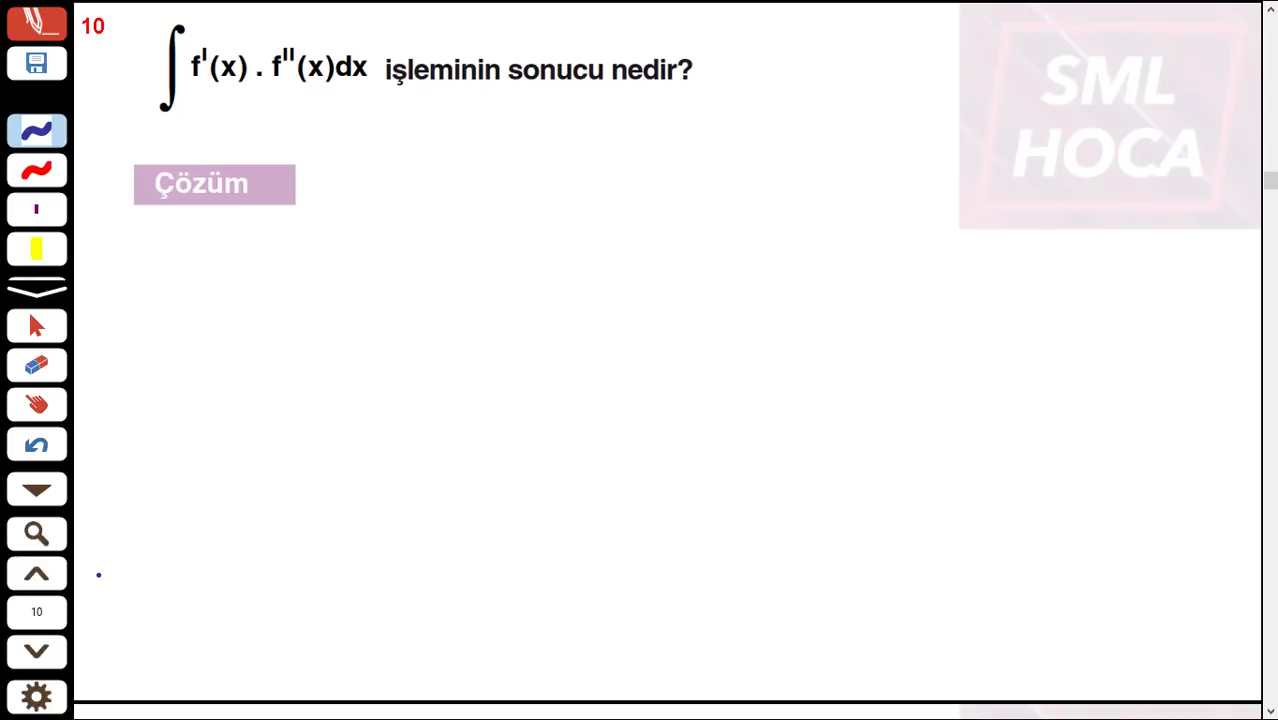 10
∫ f'(x) . f''(x)dx işleminin sonucu nedir?
SML
HOCA
Çözüm
10